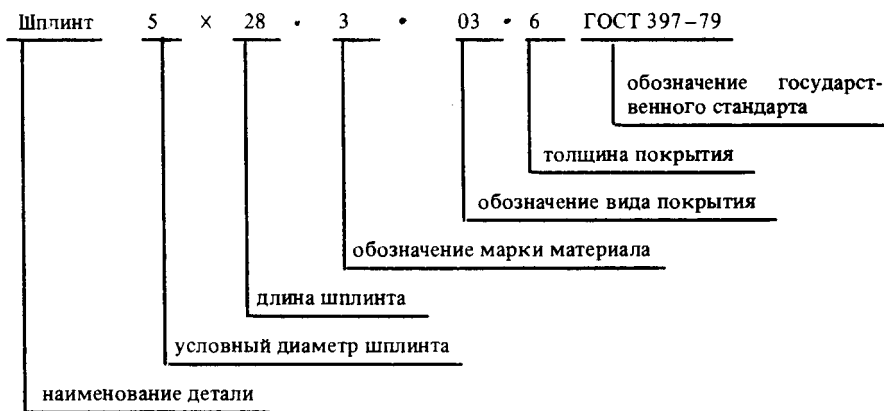 Шплинт 5 × 28 . 3 . 03 . 6 ГОСТ 397–79
обозначение государст-
венного стандарта
толщина покрытия
обозначение вида покрытия
обозначение марки материала
длина шплинта
условный диаметр шплинта
наименование детали